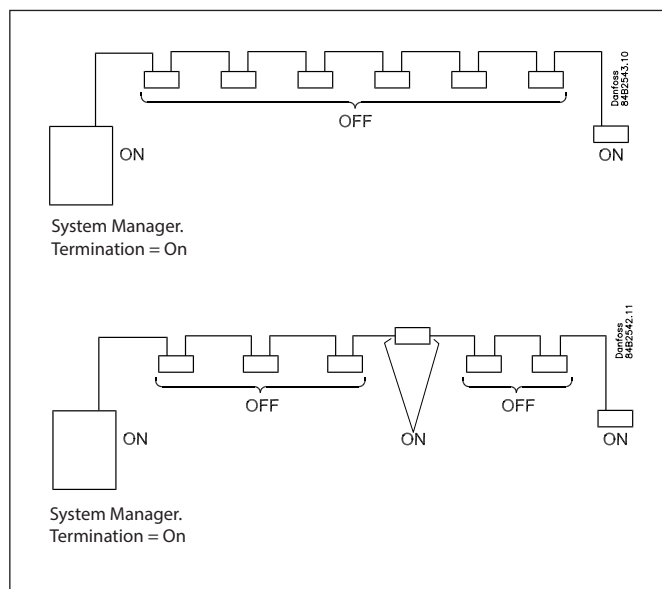 Danfoss
84B2543.10
OFF
ON
ON
System Manager.
Termination = On
Danfoss
84B2542.11
OFF
OFF
ON
ON
ON
System Manager.
Termination = On